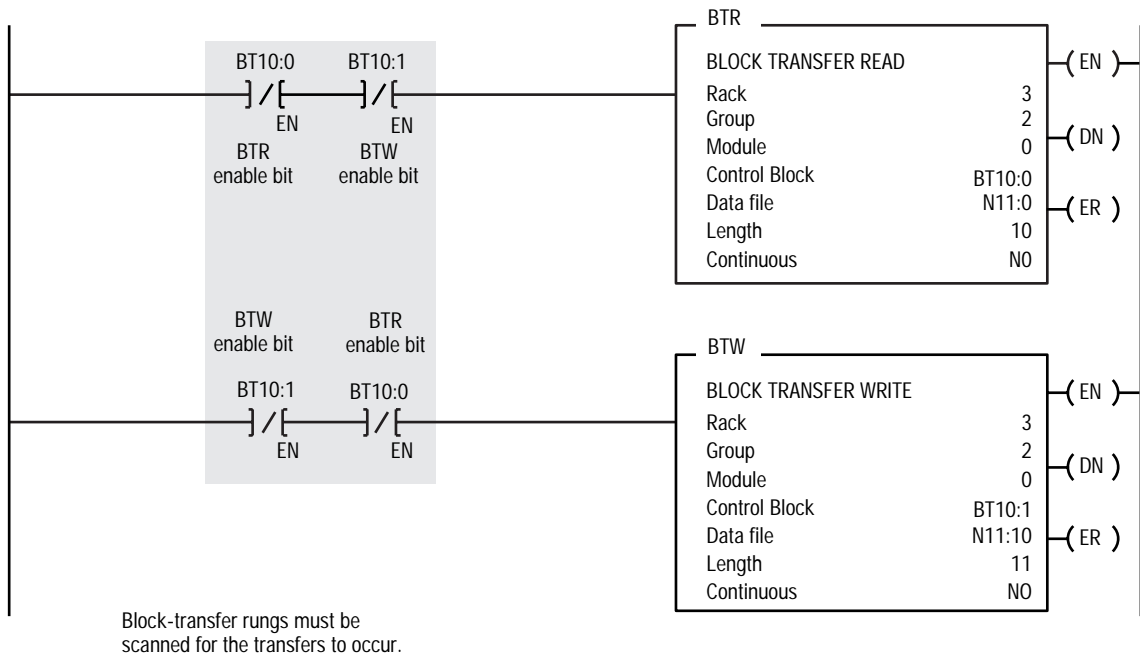 BTR
BT10:0 BT10:1
EN EN
BTR BTW
enable bit enable bit
BLOCK TRANSFER READ
Rack 3
Group 2
Module 0
Control Block BT10:0
Data file N11:0
Length 10
Continuous NO
EN
DN
ER
BTW BTR
enable bit enable bit
BT10:1 BT10:0
EN EN
BTW
BLOCK TRANSFER WRITE
Rack 3
Group 2
Module 0
Control Block BT10:1
Data file N11:10
Length 11
Continuous NO
EN
DN
ER
Block-transfer rungs must be
scanned for the transfers to occur.